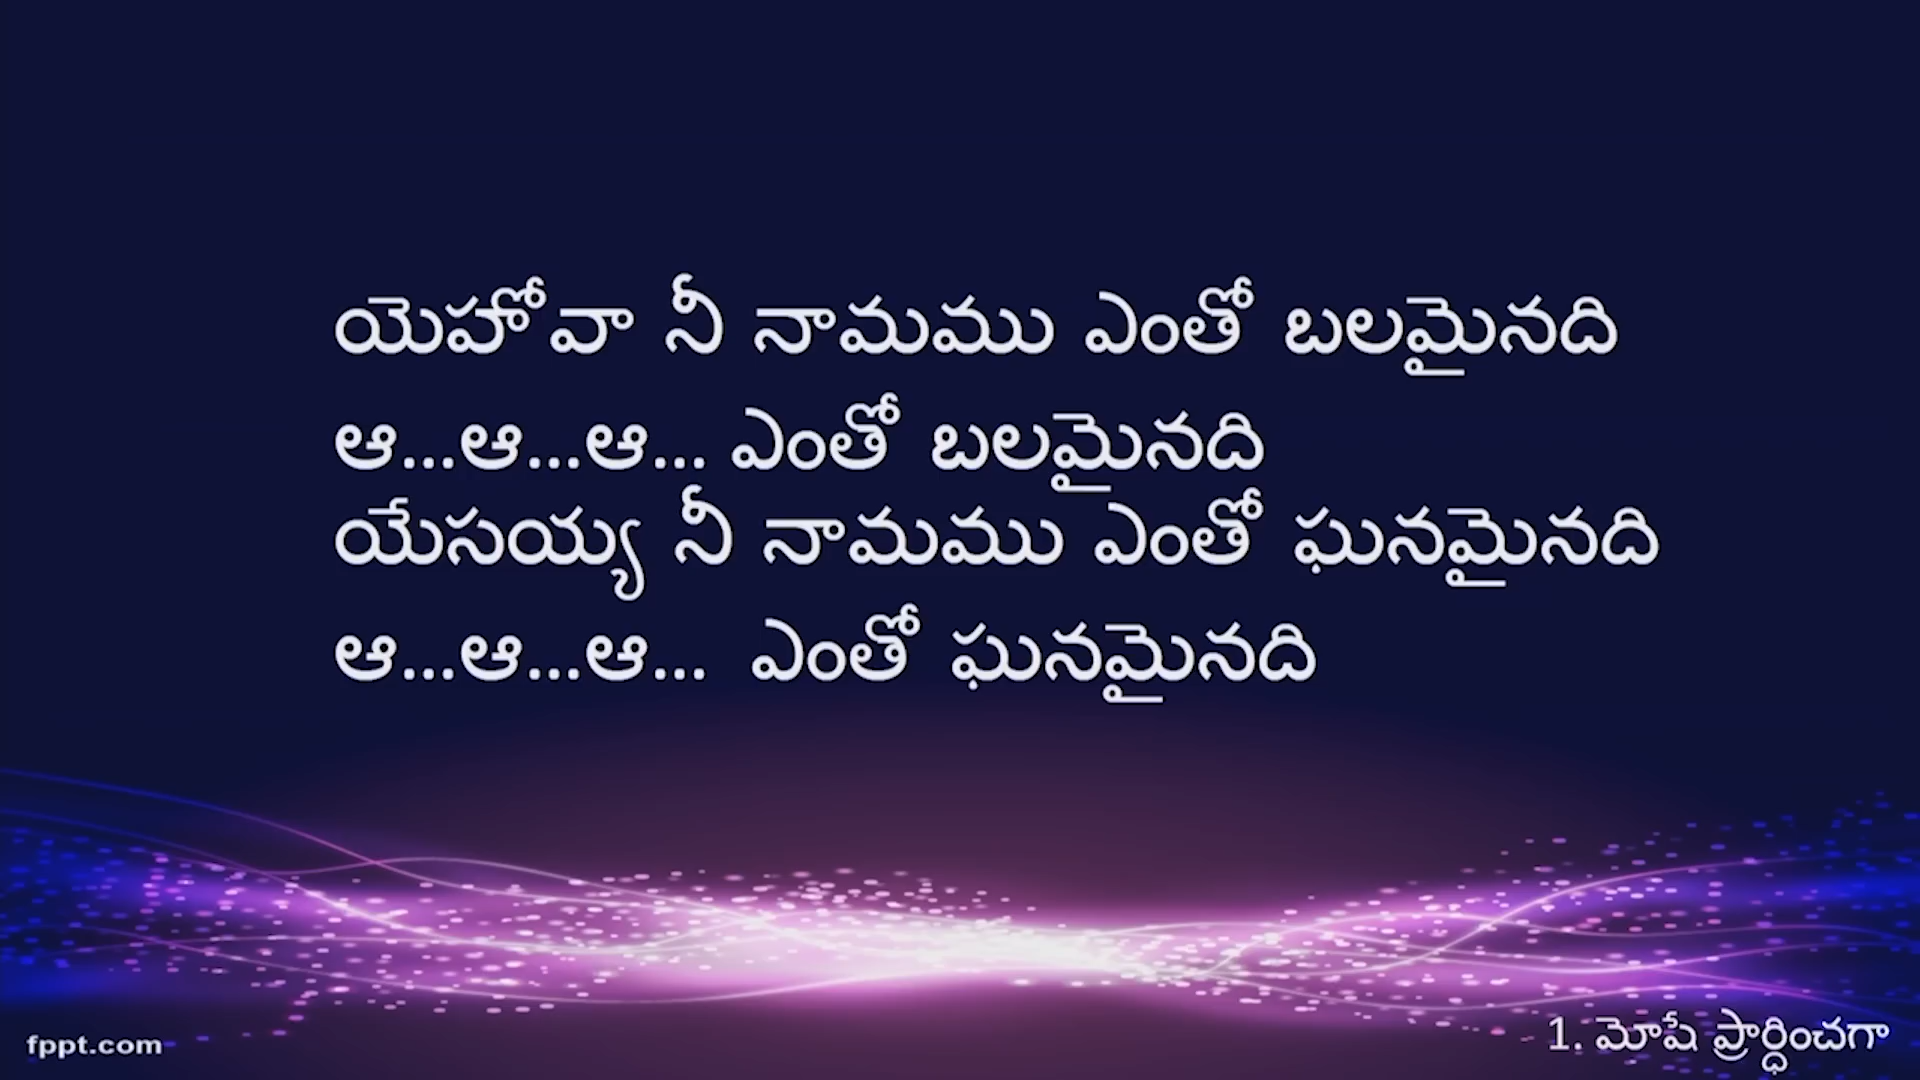 యెహోవా నీ నామము ఎంతో బలమైనది
ఆ...ఆ...ఆ... ఎంతో బలమైనది
యేసయ్య నీ నామము ఎంతో ఘనమైనది
ఆ...ఆ...ఆ... ఎంతో ఘనమైనది
fppt.com
1. మోషే ప్రార్ధించగా